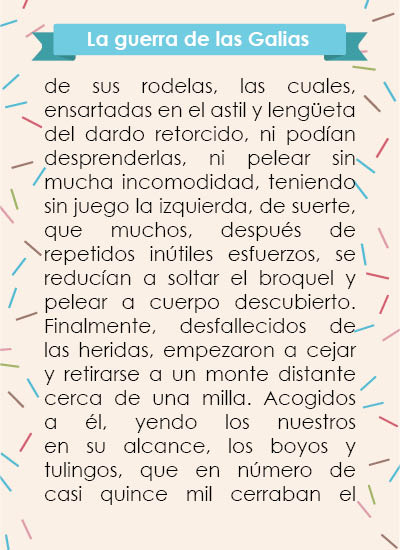 La guerra de las Galias
de sus rodelas, las cuales,
ensartadas en el astil y lengüeta
del dardo retorcido, ni podían
desprenderlas, ni pelear sin
mucha incomodidad, teniendo
sin juego la izquierda, de suerte,
que muchos, después de
repetidos inútiles esfuerzos, se
reducían a soltar el broquel y
pelear a cuerpo descubierto.
Finalmente, desfallecidos de
las heridas, empezaron a cejar
y retirarse a un monte distante
cerca de una milla. Acogidos
a él, yendo los nuestros
en su alcance, los boyos y
tulingos, que en número de
casi quince mil cerraban el